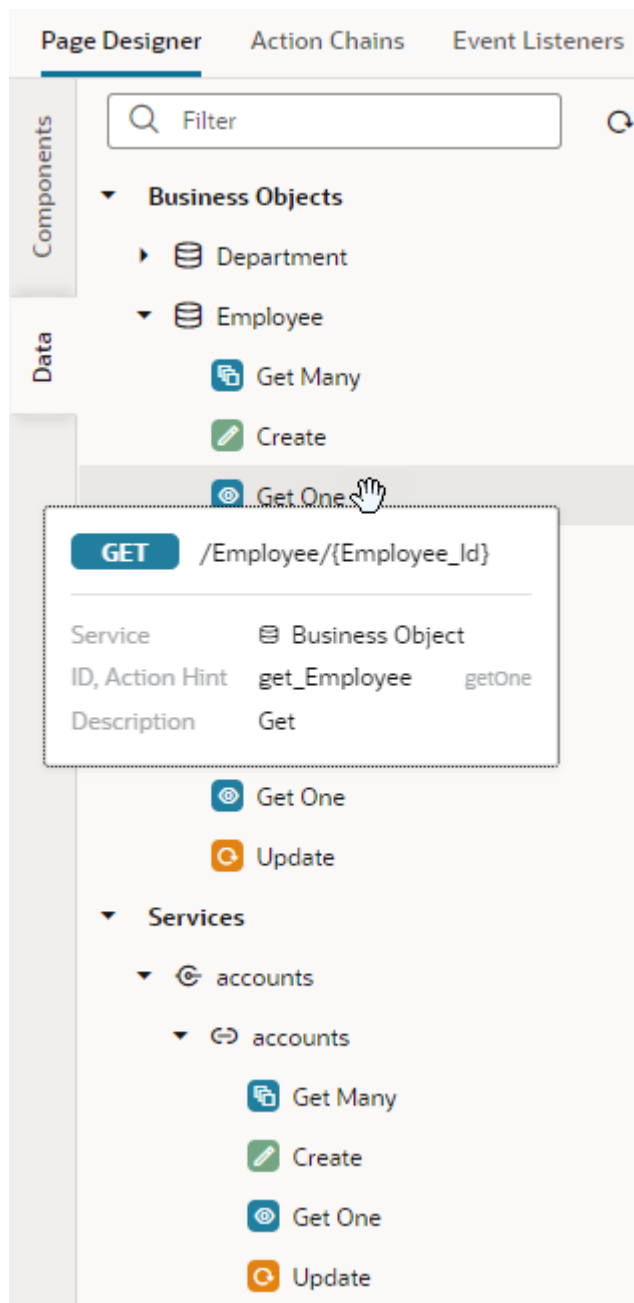 Page Designer Action Chains Event Listeners
Components
Data
Filter
Business Objects
Department
Employee
Get Many
Create
Get One
GET /Employee/{Employee_Id}
Service Business Object
ID, Action Hint get_Employee getOne
Description Get
Get One
Update
Services
accounts
accounts
Get Many
Create
Get One
Update